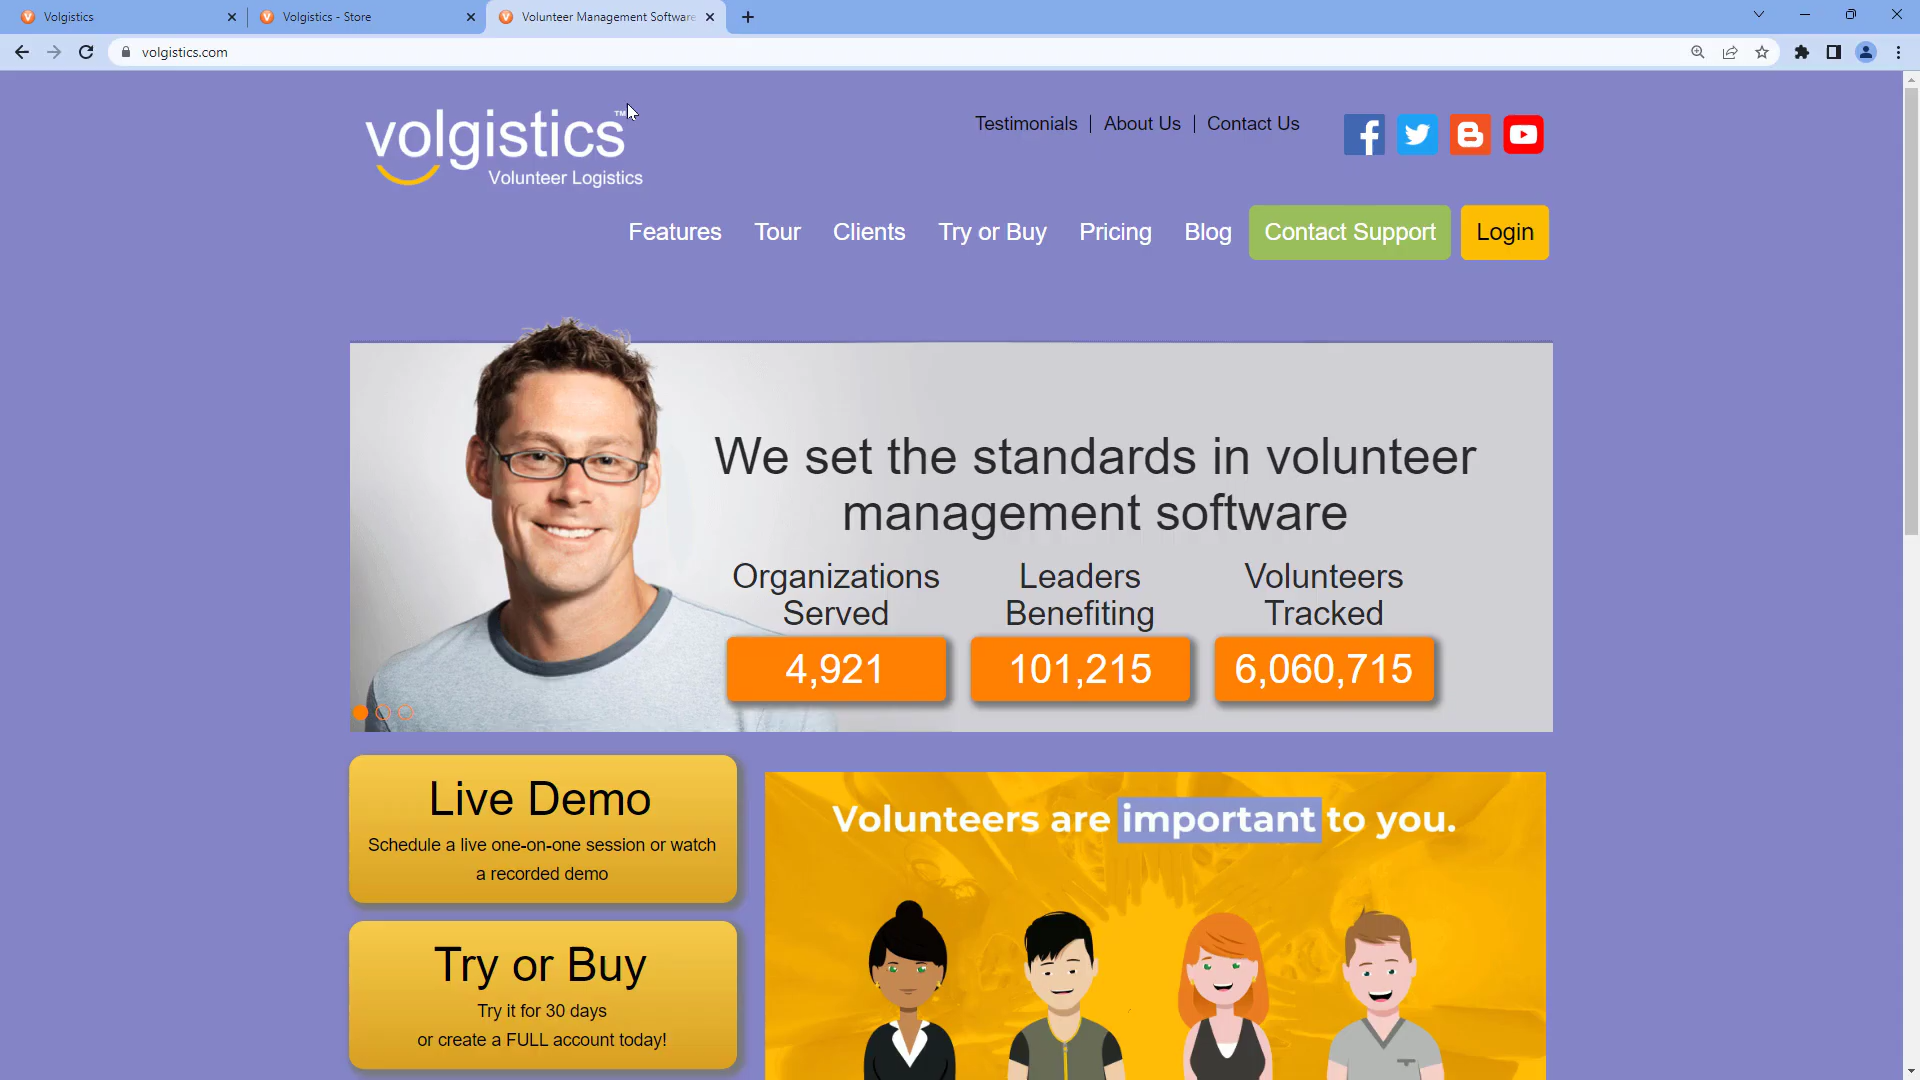 Volgistics
Volgistics - Store
Volunteer Management Software
volgistics.com
volgistics™
Volunteer Logistics
Testimonials | About Us | Contact Us
Features Tour Clients Try or Buy Pricing Blog Contact Support Login
We set the standards in volunteer
management software
Organizations Served
Leaders Benefiting
Volunteers Tracked
4,921 101,215 6,060,715
Live Demo
Schedule a live one-on-one session or watch
a recorded demo
Try or Buy
Try it for 30 days
or create a FULL account today!
Volunteers are important to you.